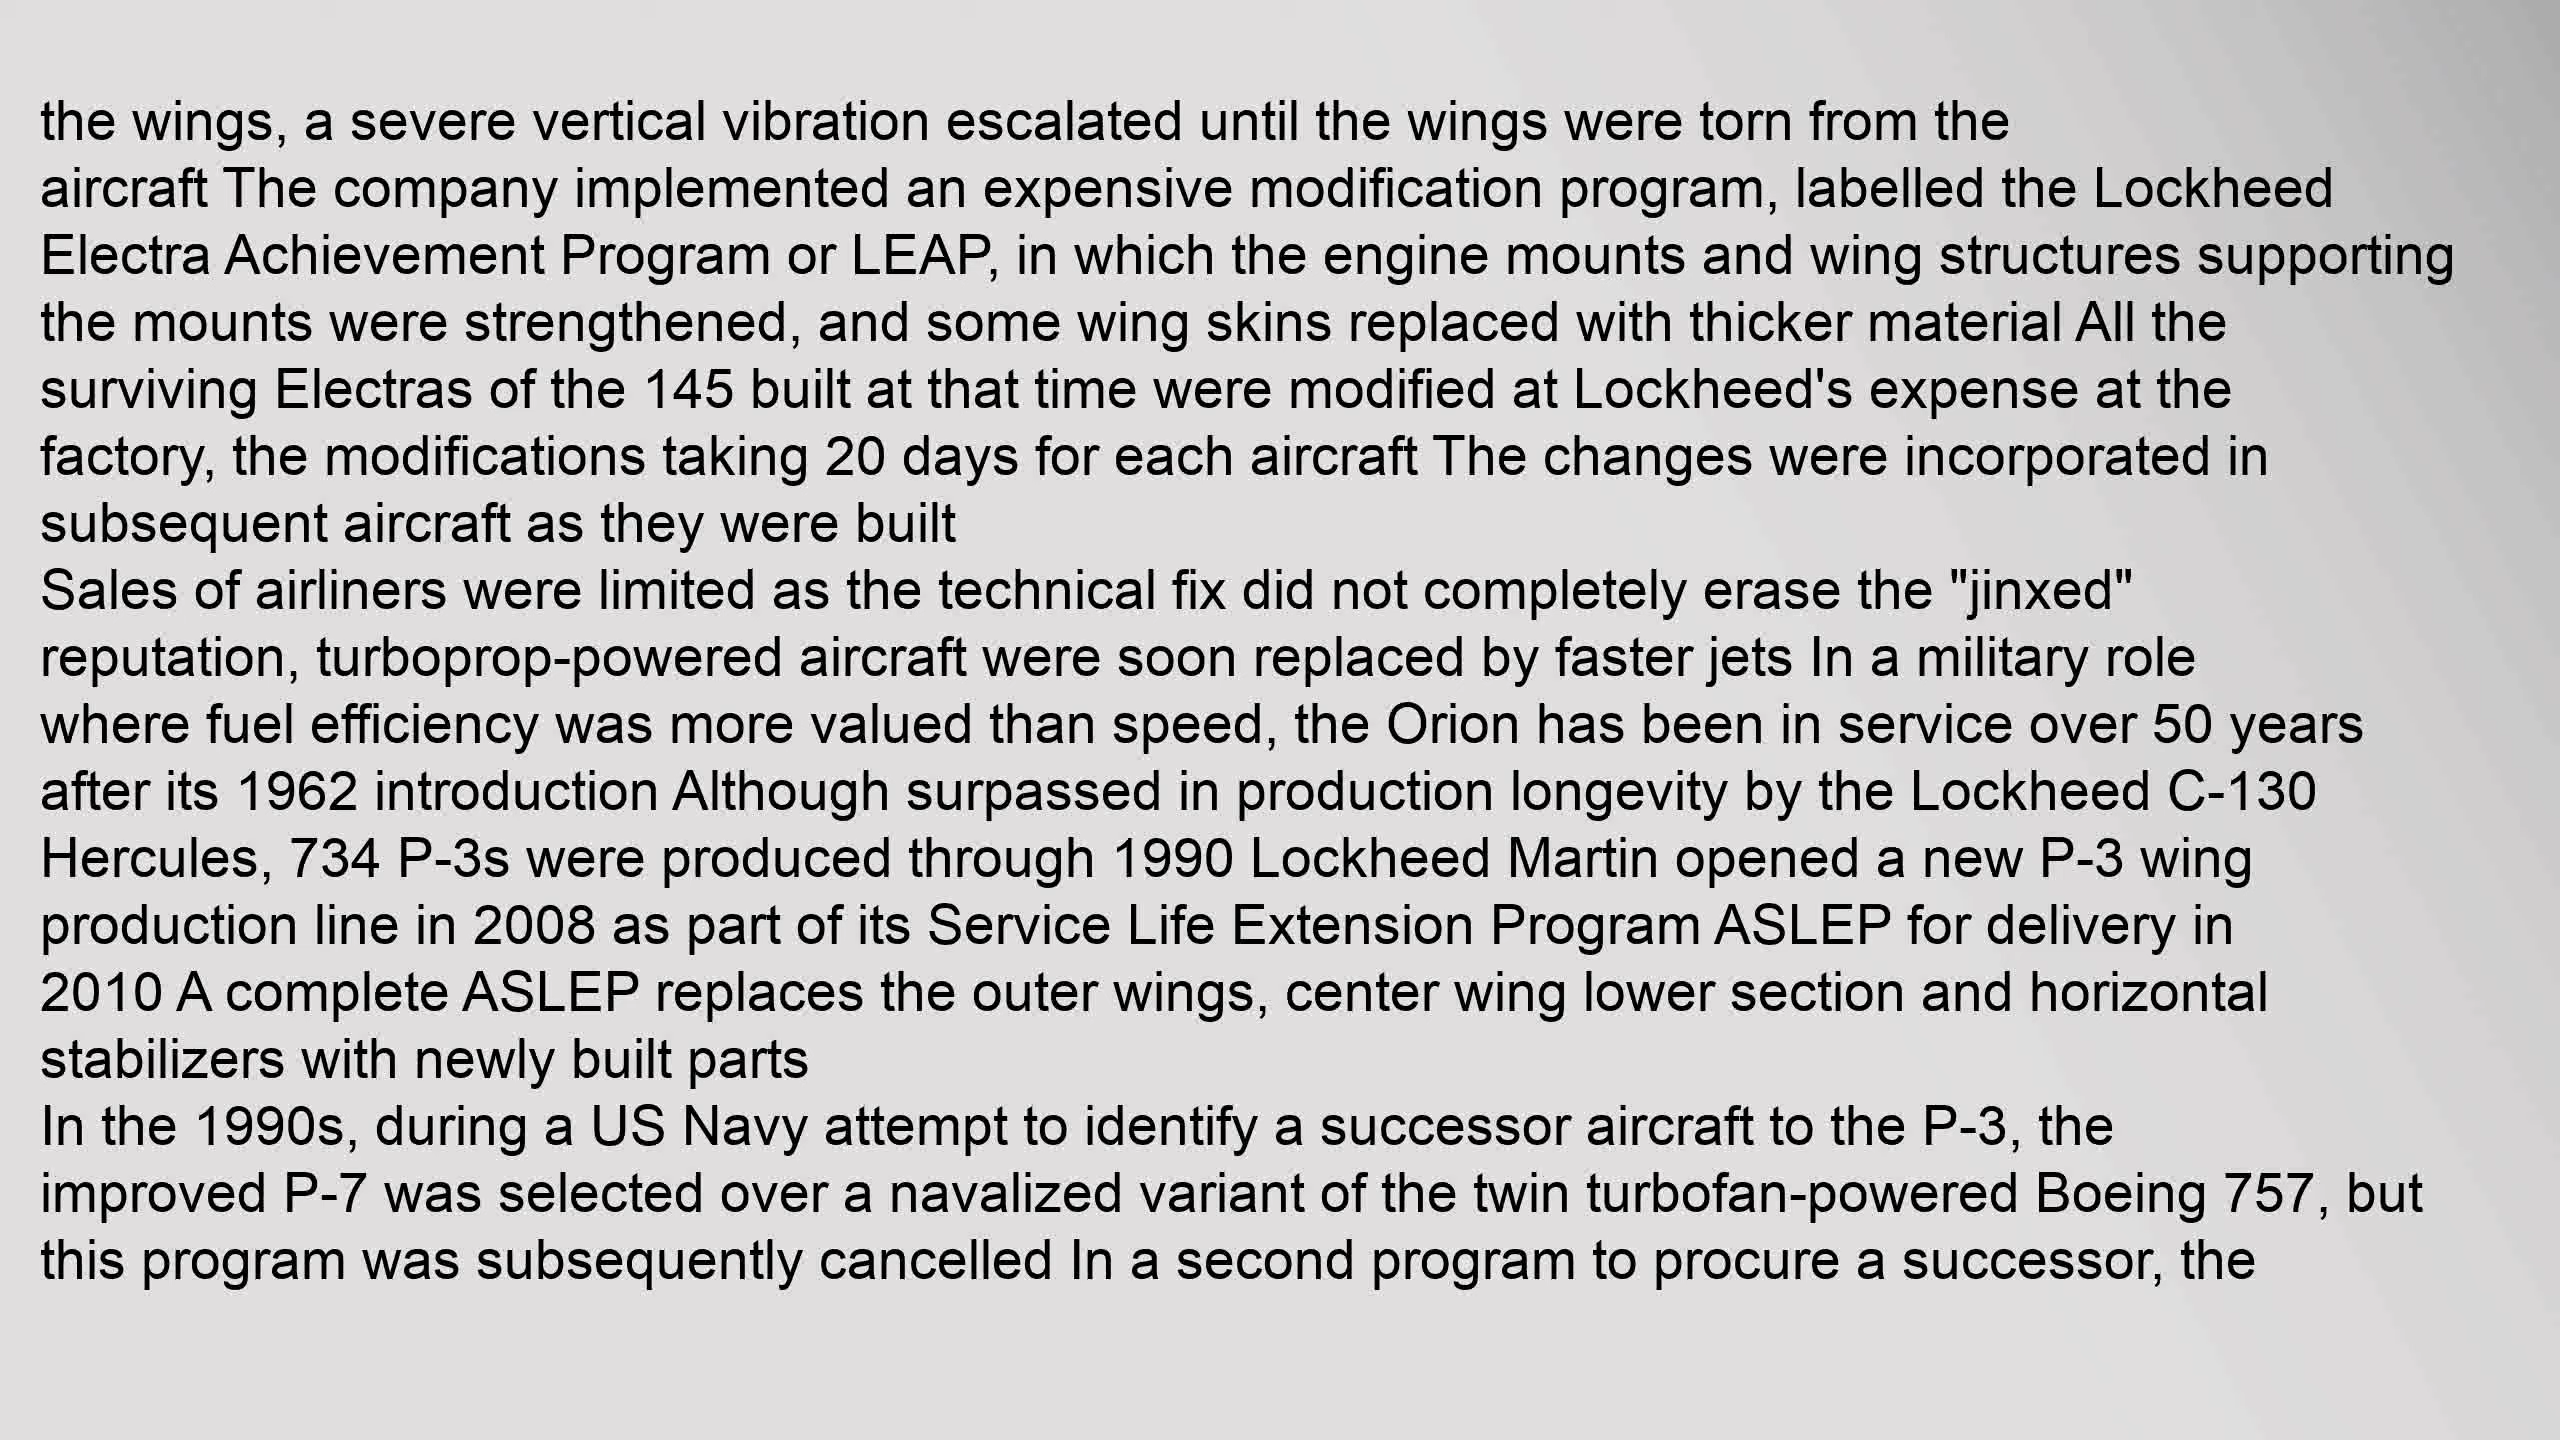 the wings, a severe vertical vibration escalated until the wings were torn from the
aircraft The company implemented an expensive modification program, labelled the Lockheed
Electra Achievement Program or LEAP, in which the engine mounts and wing structures supporting
the mounts were strengthened, and some wing skins replaced with thicker material All the
surviving Electras of the 145 built at that time were modified at Lockheed's expense at the
factory, the modifications taking 20 days for each aircraft The changes were incorporated in
subsequent aircraft as they were built
Sales of airliners were limited as the technical fix did not completely erase the "jinxed"
reputation, turboprop-powered aircraft were soon replaced by faster jets In a military role
where fuel efficiency was more valued than speed, the Orion has been in service over 50 years
after its 1962 introduction Although surpassed in production longevity by the Lockheed C-130
Hercules, 734 P-3s were produced through 1990 Lockheed Martin opened a new P-3 wing
production line in 2008 as part of its Service Life Extension Program ASLEP for delivery in
2010 A complete ASLEP replaces the outer wings, center wing lower section and horizontal
stabilizers with newly built parts
In the 1990s, during a US Navy attempt to identify a successor aircraft to the P-3, the
improved P-7 was selected over a navalized variant of the twin turbofan-powered Boeing 757, but
this program was subsequently cancelled In a second program to procure a successor, the